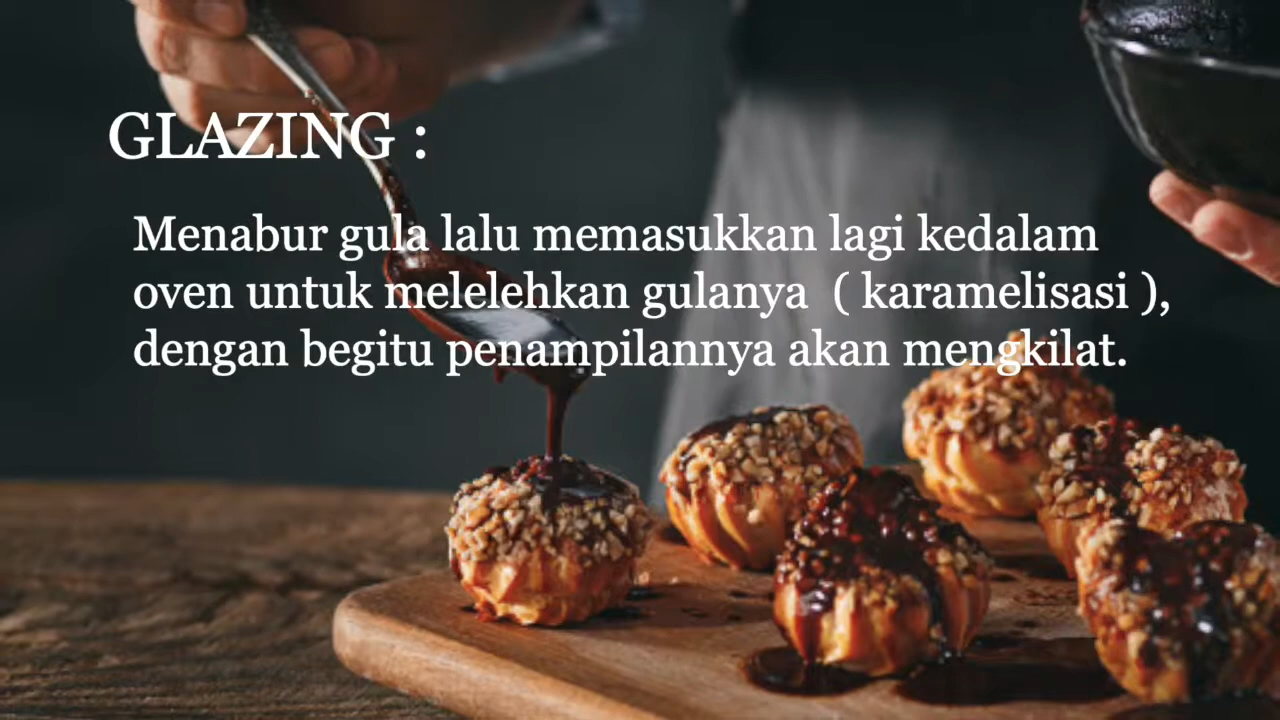 GLAZING :
Menabur gula lalu memasukkan lagi kedalam
oven untuk melelehkan gulanya  ( karamelisasi ),
dengan begitu penampilannya akan mengkilat.